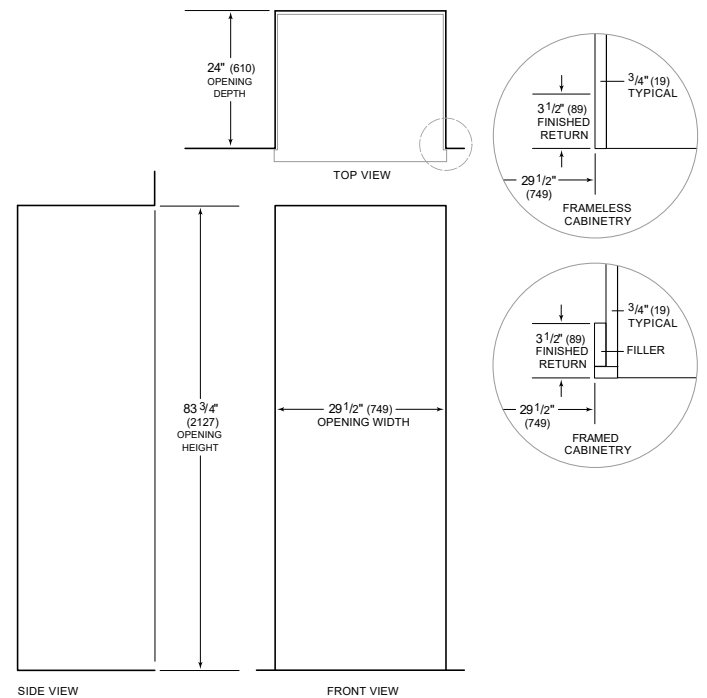 24" (610)
OPENING
DEPTH
TOP VIEW
3/4" (19)
TYPICAL
3 1/2" (89)
FINISHED
RETURN
29 1/2"
(749)
FRAMELESS
CABINETRY
3/4" (19)
TYPICAL
3 1/2" (89)
FINISHED
RETURN
FILLER
29 1/2"
(749)
FRAMED
CABINETRY
83 3/4"
(2127)
OPENING
HEIGHT
29 1/2" (749)
OPENING WIDTH
SIDE VIEW
FRONT VIEW